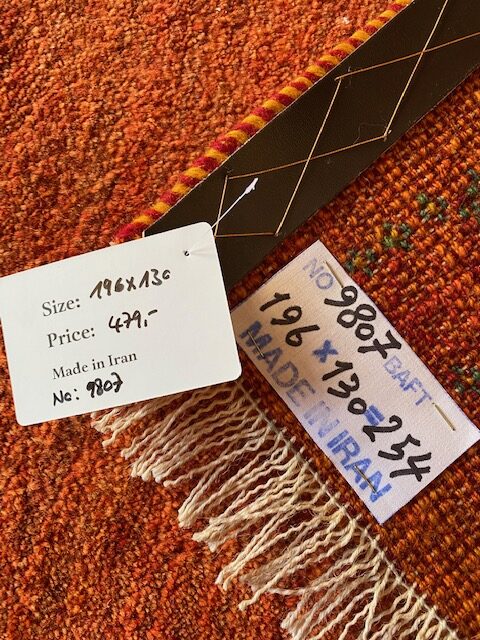 Size: 196x130
Price: 479,-
Made in Iran
No: 9807
NO 9807 BAFT
196 x 130=254
MADE IN IRAN